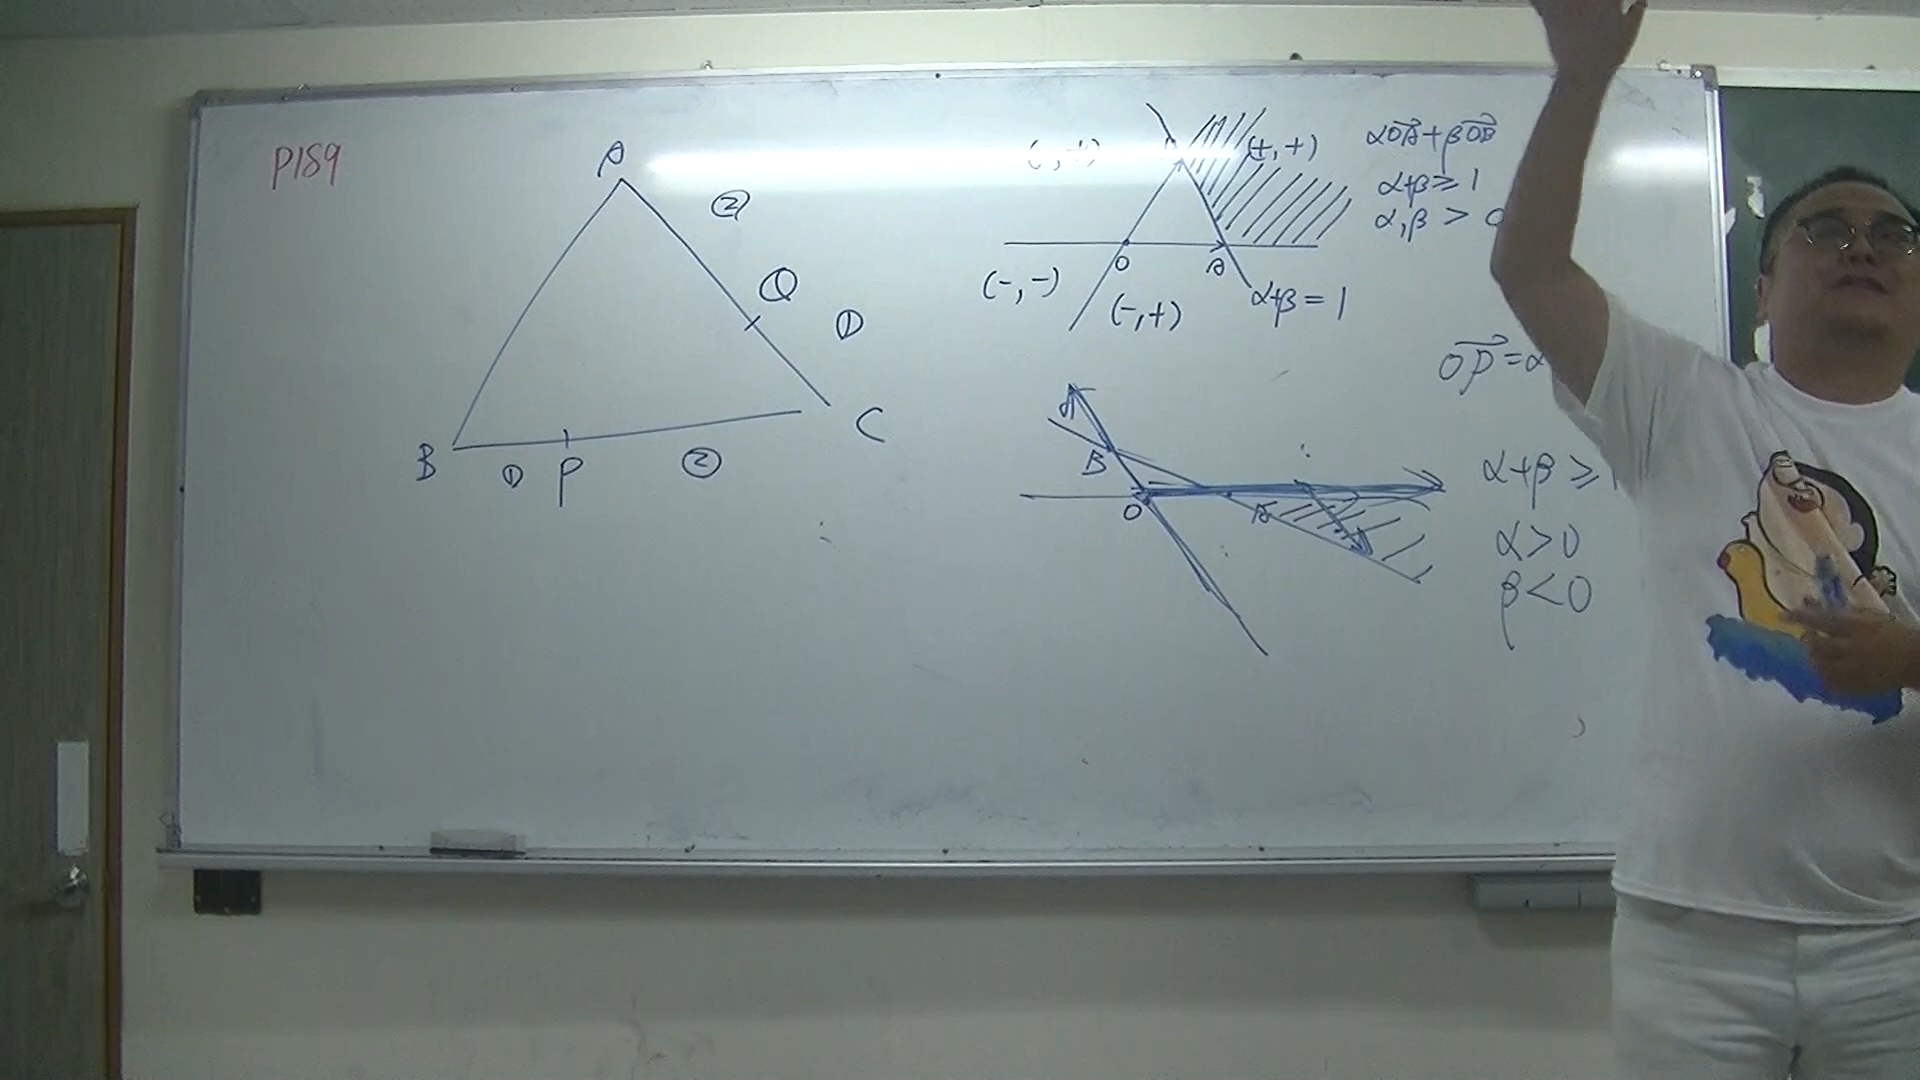 P189
A
②
Q
①
B
① P ②
C
(+,+)
αOA⃗+βOB⃗
α+β≥1
α,β > 0
O
A
(-,-)
(-,+)
α+β=1
OP⃗=α
A
B
O
A
α+β≥1
α>0
β<0